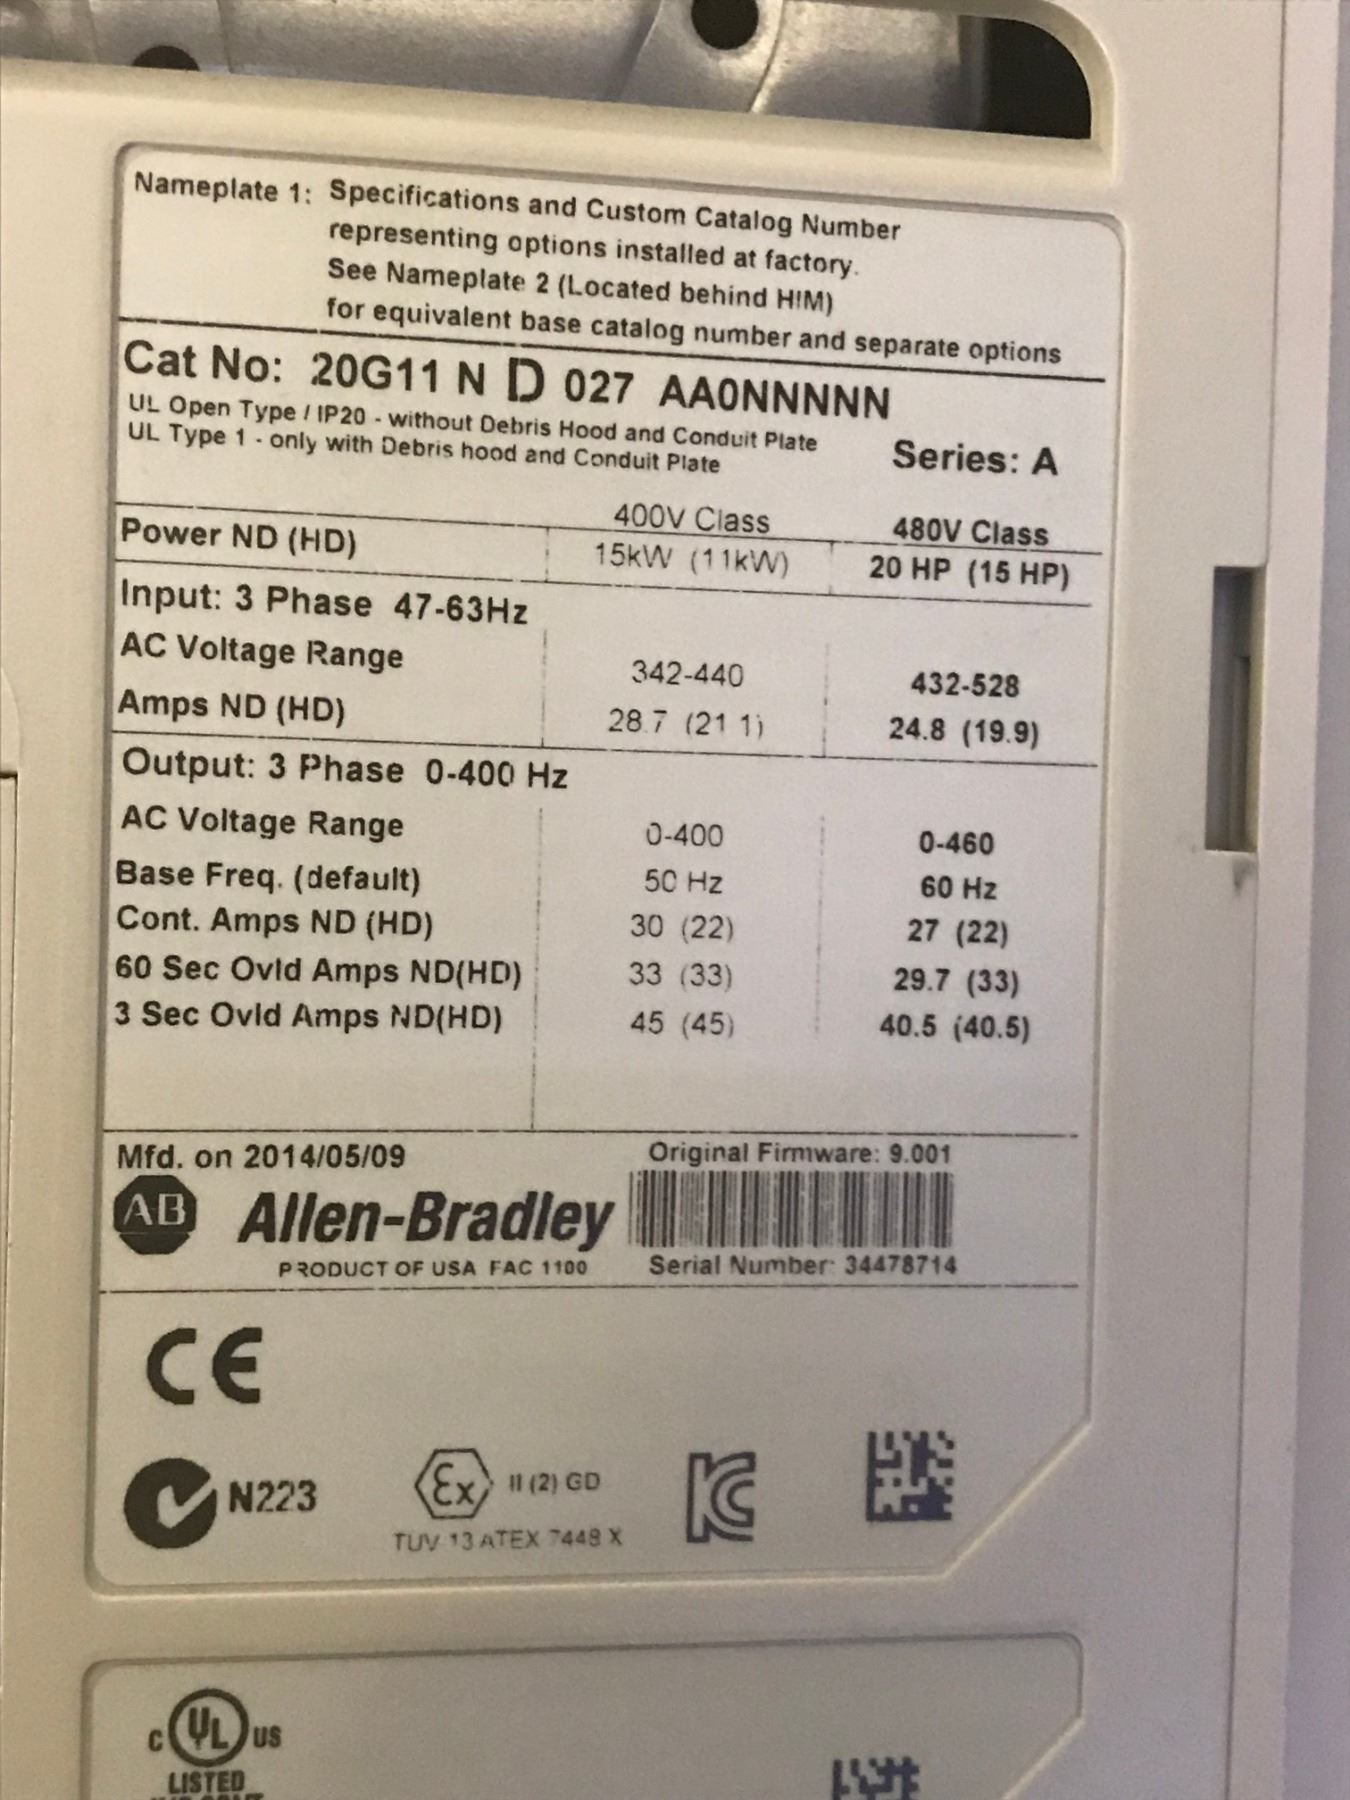 Nameplate 1: Specifications and Custom Catalog Number
representing options installed at factory.
See Nameplate 2 (Located behind HIM)
for equivalent base catalog number and separate options
Cat No: 20G11 N D 027 AA0NNNNN
UL Open Type / IP20 - without Debris Hood and Conduit Plate
UL Type 1 - only with Debris hood and Conduit Plate
Series: A
400V Class 480V Class
Power ND (HD) 15kW (11kW) 20 HP (15 HP)
Input: 3 Phase 47-63Hz
AC Voltage Range 342-440 432-528
Amps ND (HD) 28.7 (21.1) 24.8 (19.9)
Output: 3 Phase 0-400 Hz
AC Voltage Range 0-400 0-460
Base Freq. (default) 50 Hz 60 Hz
Cont. Amps ND (HD) 30 (22) 27 (22)
60 Sec Ovld Amps ND(HD) 33 (33) 29.7 (33)
3 Sec Ovld Amps ND(HD) 45 (45) 40.5 (40.5)
Mfd. on 2014/05/09 Original Firmware: 9.001
AB Allen-Bradley
PRODUCT OF USA FAC 1100 Serial Number: 34478714
CE
N223 Ex II (2) GD KC
TUV 13 ATEX 7448 X
C UL US
LISTED